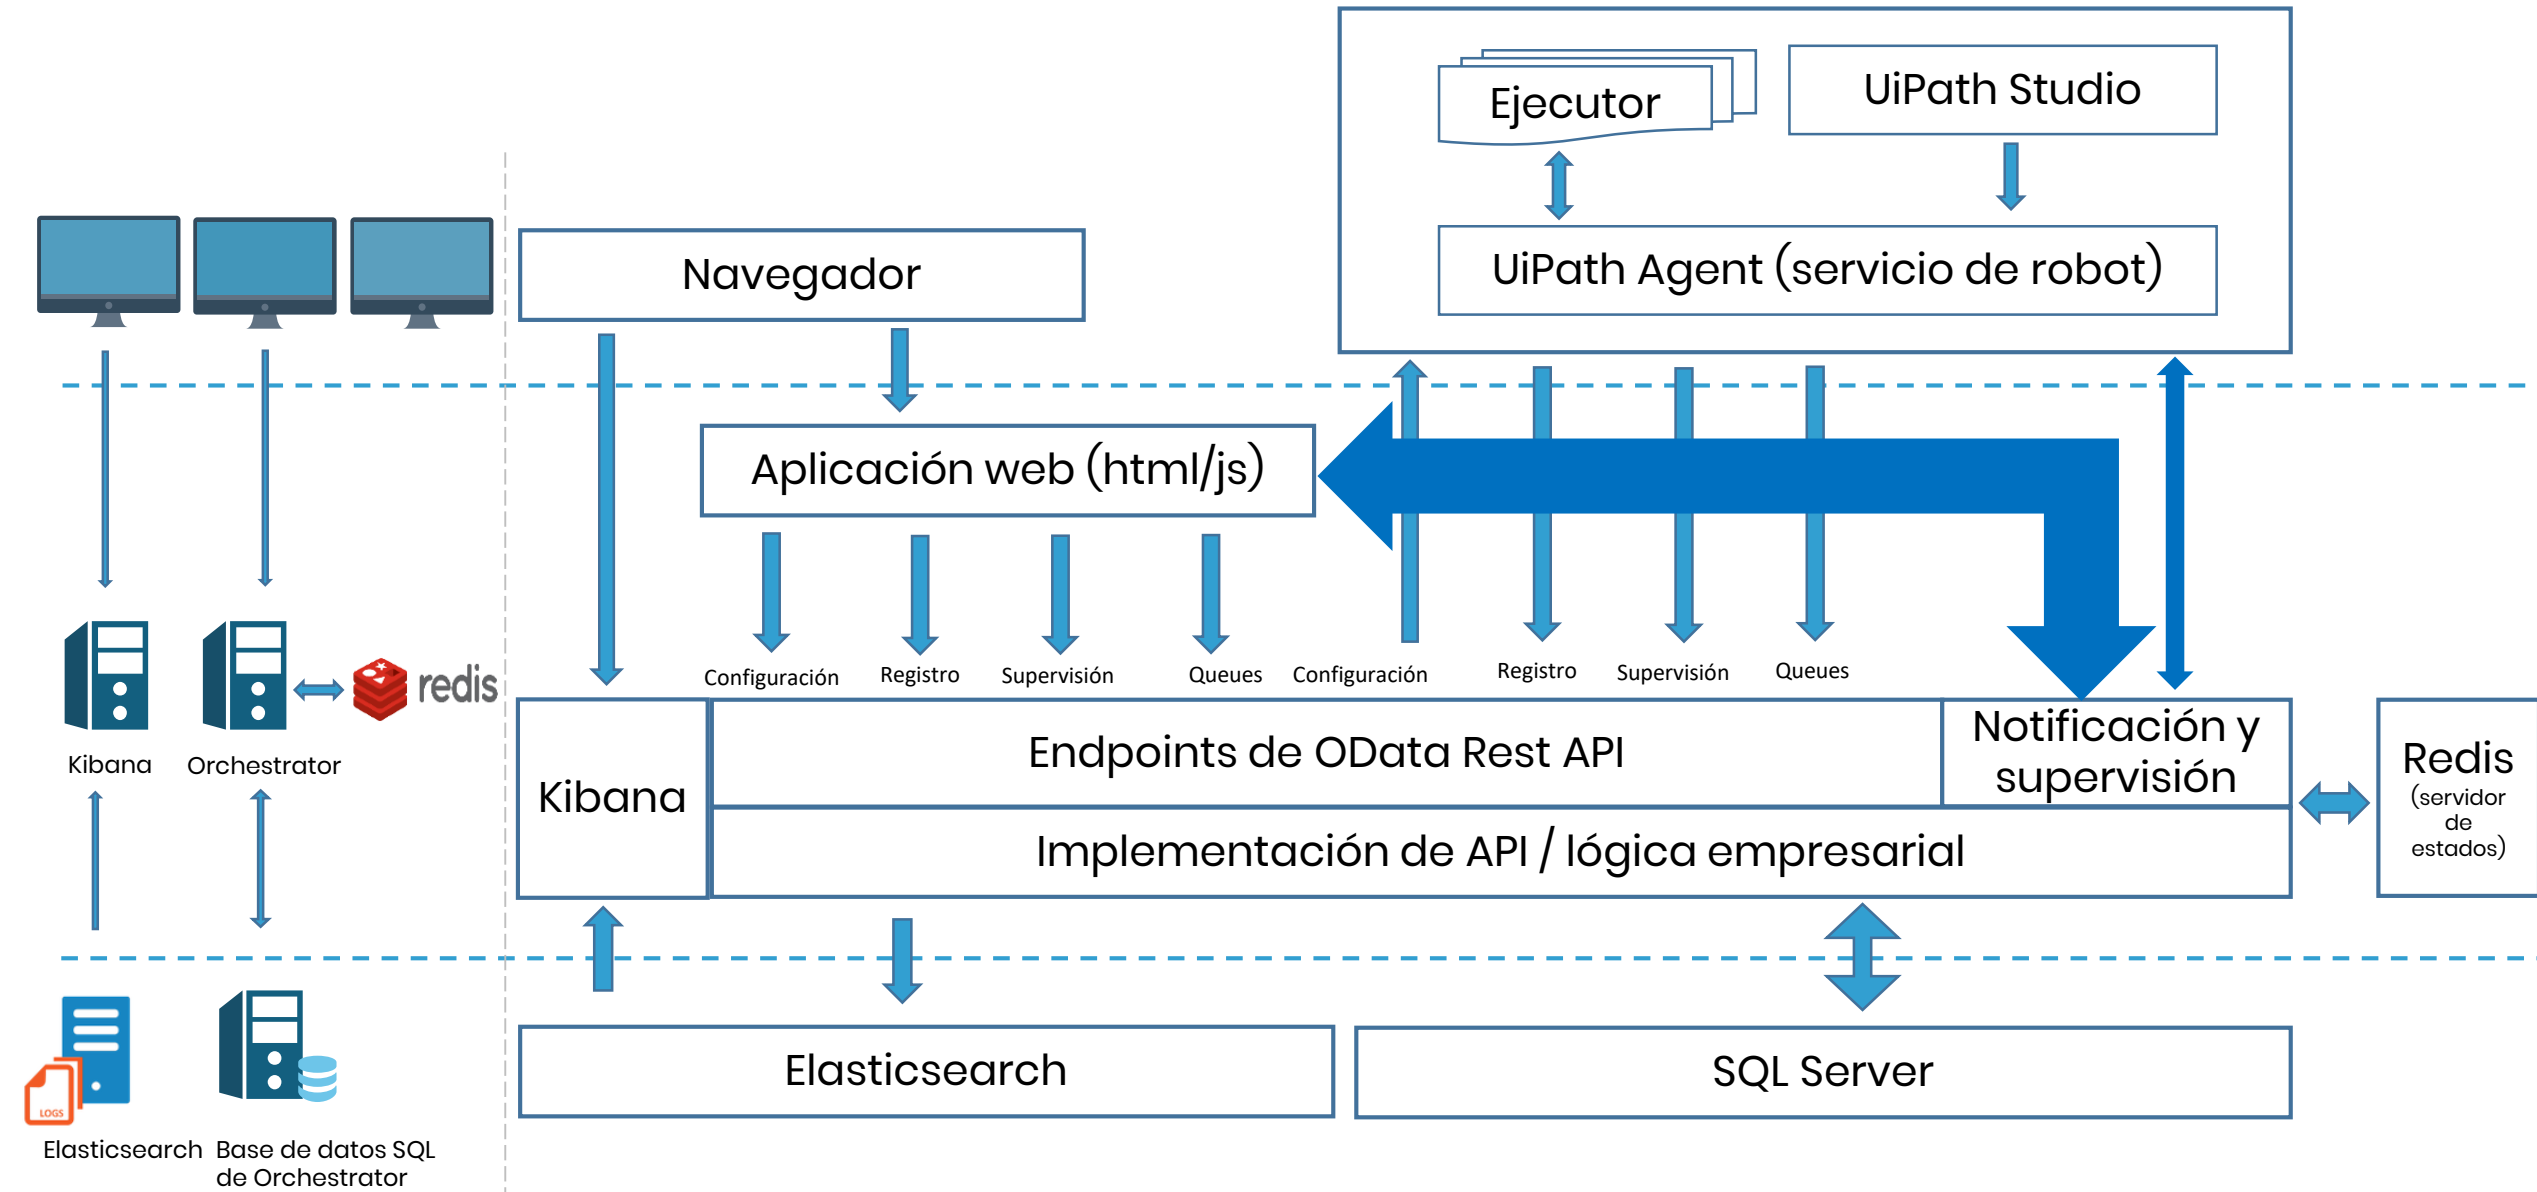 Ejecutor
UiPath Studio
UiPath Agent (servicio de robot)
Navegador
Aplicación web (html/js)
Configuración
Registro
Supervisión
Queues
Configuración
Registro
Supervisión
Queues
redis
Kibana
Orchestrator
Kibana
Endpoints de OData Rest API
Notificación y
supervisión
Implementación de API / lógica empresarial
Redis
(servidor
de
estados)
LOGS
Elasticsearch
Base de datos SQL
de Orchestrator
Elasticsearch
SQL Server